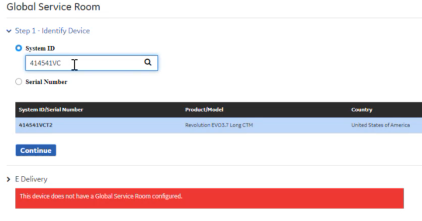 Global Service Room
Step 1 - Identify Device
System ID
414541VC
Serial Number
System ID/Serial Number Product/Model Country
414541VCT2 Revolution EVO3.7 Long CTM United States of America
Continue
E Delivery
This device does not have a Global Service Room configured.